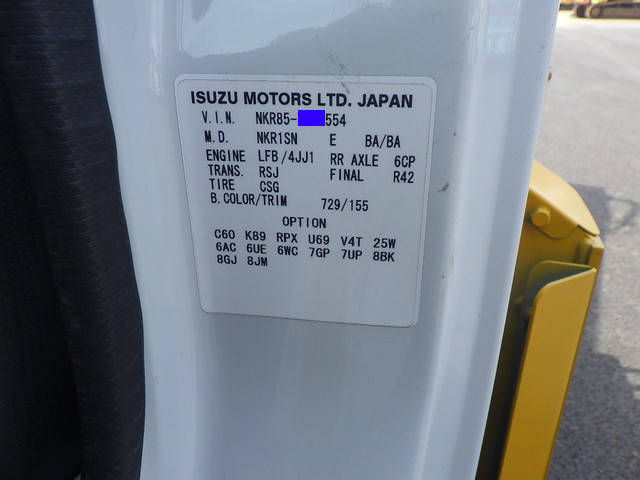 ISUZU MOTORS LTD. JAPAN
V.I.N. NKR85- 554
M.D. NKR1SN E BA/BA
ENGINE LFB/4JJ1 RR AXLE 6CP
TRANS. RSJ FINAL R42
TIRE CSG
B.COLOR/TRIM 729/155
OPTION
C60 K89 RPX U69 V4T 25W
6AC 6UE 6WC 7GP 7UP 8BK
8GJ 8JM